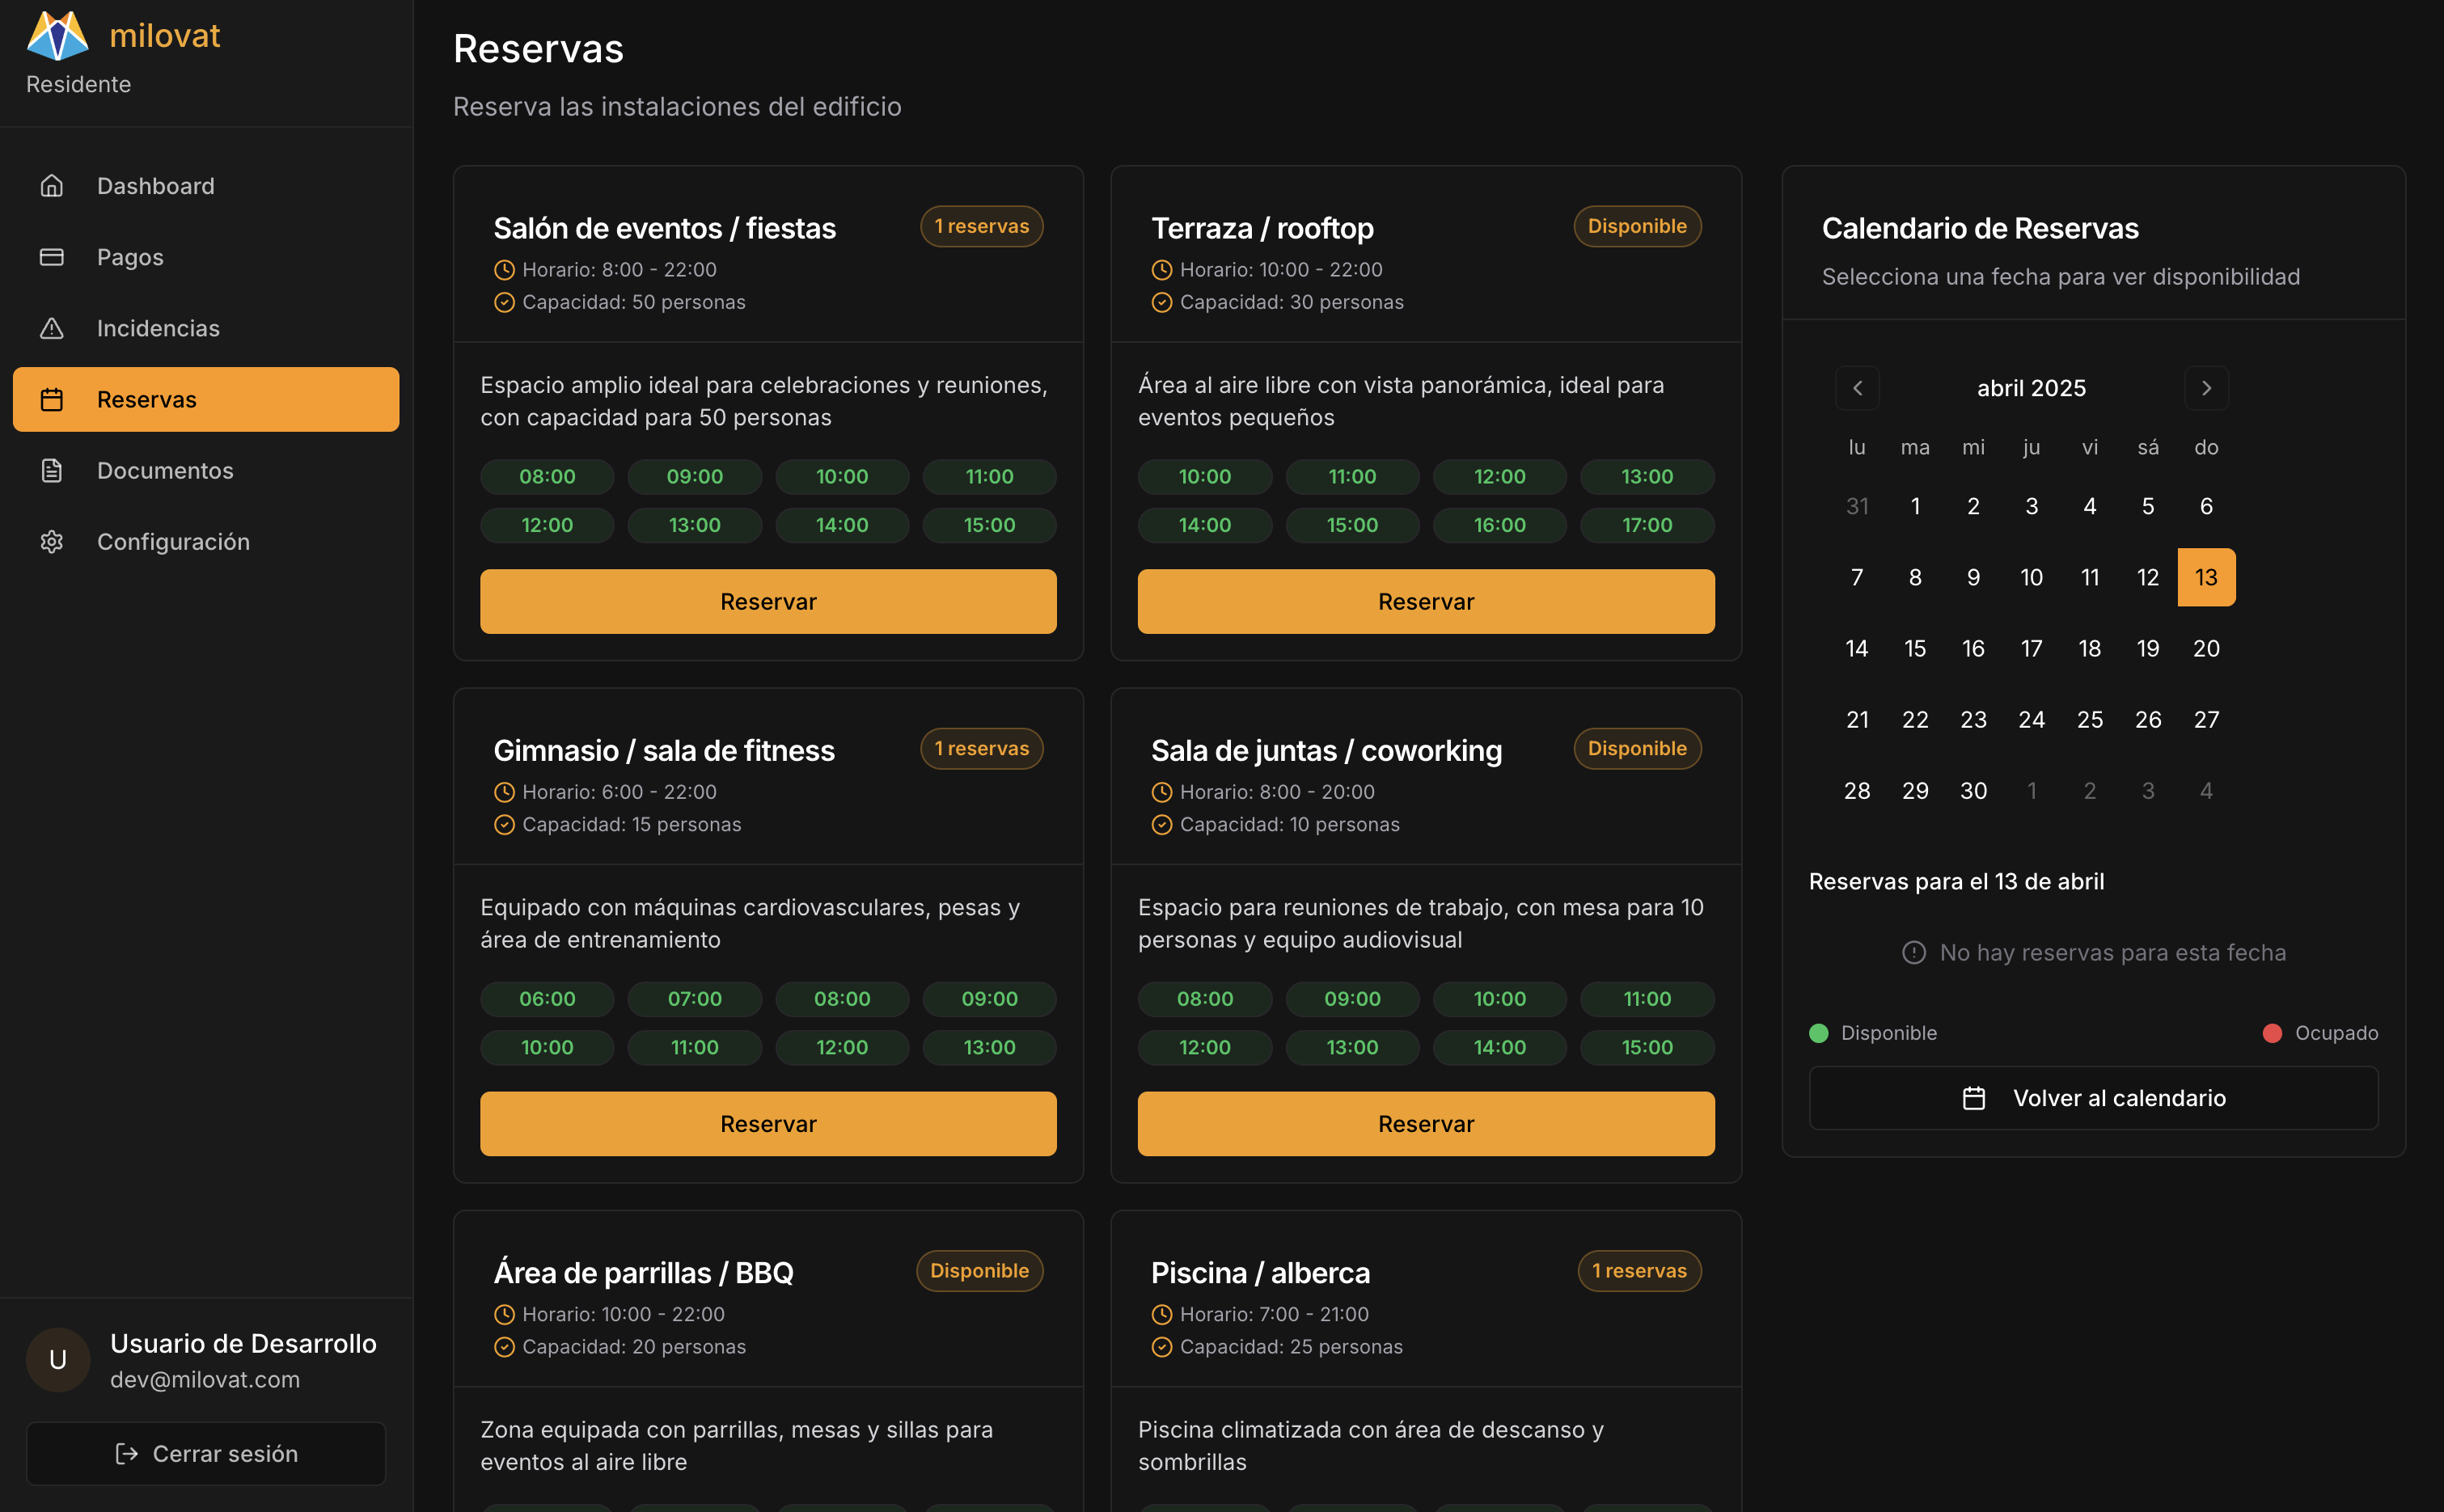 milovat
Residente
Dashboard
Pagos
Incidencias
Reservas
Documentos
Configuración
U
Usuario de Desarrollo
dev@milovat.com
Cerrar sesión
Reservas
Reserva las instalaciones del edificio
Salón de eventos / fiestas
1 reservas
Horario: 8:00 - 22:00
Capacidad: 50 personas
Espacio amplio ideal para celebraciones y reuniones,
con capacidad para 50 personas
08:00 09:00 10:00 11:00
12:00 13:00 14:00 15:00
Reservar
Terraza / rooftop
Disponible
Horario: 10:00 - 22:00
Capacidad: 30 personas
Área al aire libre con vista panorámica, ideal para
eventos pequeños
10:00 11:00 12:00 13:00
14:00 15:00 16:00 17:00
Reservar
Gimnasio / sala de fitness
1 reservas
Horario: 6:00 - 22:00
Capacidad: 15 personas
Equipado con máquinas cardiovasculares, pesas y
área de entrenamiento
06:00 07:00 08:00 09:00
10:00 11:00 12:00 13:00
Reservar
Sala de juntas / coworking
Disponible
Horario: 8:00 - 20:00
Capacidad: 10 personas
Espacio para reuniones de trabajo, con mesa para 10
personas y equipo audiovisual
08:00 09:00 10:00 11:00
12:00 13:00 14:00 15:00
Reservar
Área de parrillas / BBQ
Disponible
Horario: 10:00 - 22:00
Capacidad: 20 personas
Zona equipada con parrillas, mesas y sillas para
eventos al aire libre
Piscina / alberca
1 reservas
Horario: 7:00 - 21:00
Capacidad: 25 personas
Piscina climatizada con área de descanso y
sombrillas
Calendario de Reservas
Selecciona una fecha para ver disponibilidad
abril 2025
lu ma mi ju vi sá do
31 1 2 3 4 5 6
7 8 9 10 11 12 13
14 15 16 17 18 19 20
21 22 23 24 25 26 27
28 29 30 1 2 3 4
Reservas para el 13 de abril
No hay reservas para esta fecha
Disponible
Ocupado
Volver al calendario